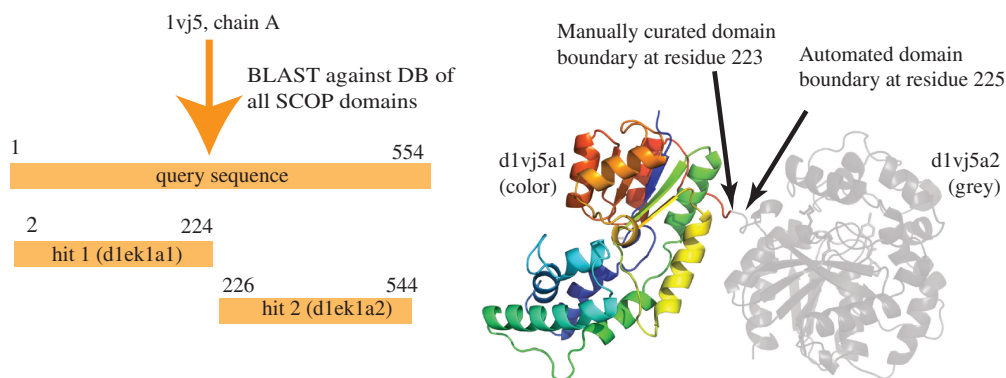 1vj5, chain A
BLAST against DB of
all SCOP domains
1
554
query sequence
2
224
hit 1 (d1ek1a1)
226
544
hit 2 (d1ek1a2)
Manually curated domain
boundary at residue 223
Automated domain
boundary at residue 225
d1vj5a1
(color)
d1vj5a2
(grey)